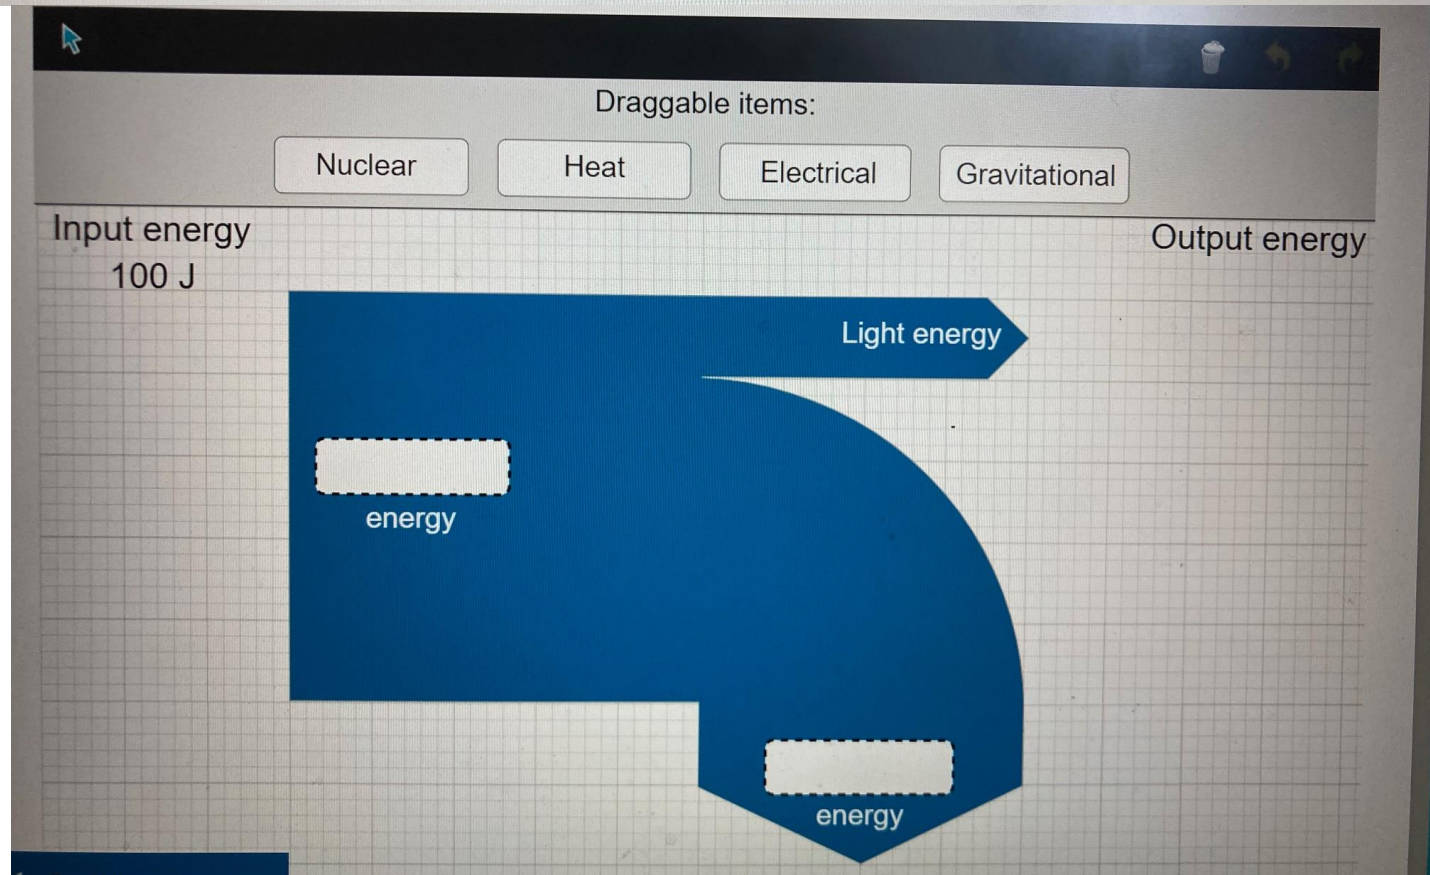 Draggable items:
Nuclear
Heat
Electrical
Gravitational
Input energy
100 J
Output energy
Light energy
energy
energy